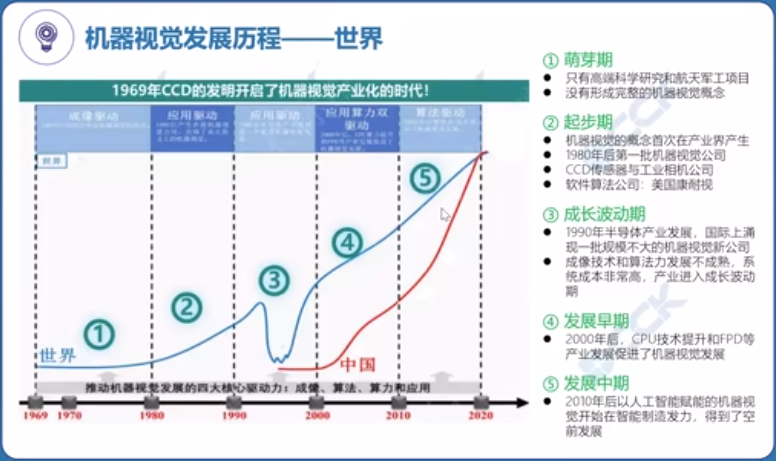 机器视觉发展历程——世界
1969年CCD的发明开启了机器视觉产业化的时代！
成像驱动
应用驱动
应用驱动
应用算力双
驱动
算法驱动
世界
①
②
③
④
⑤
世界
中国
推动机器视觉发展的四大核心驱动力：成像、算法、算力和应用
1969 1970 1980 1990 2000 2010 2020
① 萌芽期
● 只有高端科学研究和航天军工项目
● 没有形成完整的机器视觉概念
② 起步期
● 机器视觉的概念首次在产业界产生
● 1980年后第一批机器视觉公司
● CCD传感器与工业相机公司
● 软件算法公司：美国康耐视
③ 成长波动期
● 1990年半导体产业发展，国际上涌
现一批规模不大的机器视觉新公司
● 成像技术和算法力发展不成熟，系
统成本非常高，产业进入成长波动
期
④ 发展早期
● 2000年后，CPU技术提升和FPD等
产业发展促进了机器视觉发展
⑤ 发展中期
● 2010年后以人工智能赋能的机器视
觉开始在智能制造发力，得到了空
前发展